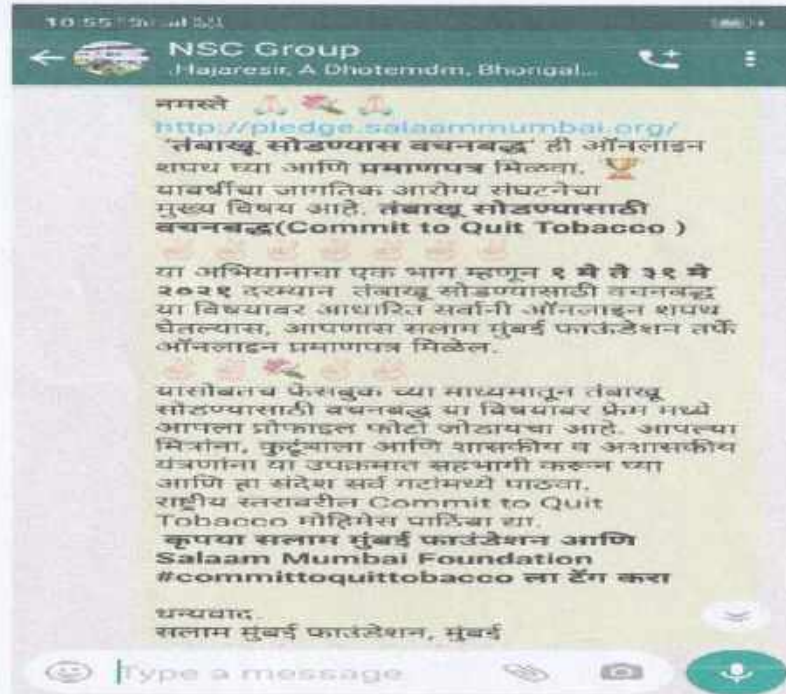 10:55
NSC Group
,Hajaresir, A Dhotemdm, Bhongal...
नमस्ते
http://pledge.salaammumbai.org/
'तंबाखू सोडण्यास वचनबद्ध' ही ऑनलाइन
शपथ घ्या आणि प्रमाणपत्र मिळवा.
यावर्षीचा जागतिक आरोग्य संघटनेचा
मुख्य विषय आहे. तंबाखू सोडण्यासाठी
वचनबद्ध(Commit to Quit Tobacco )
या अभियानाचा एक भाग म्हणून १ मे ते ३१ मे
२०२१ दरम्यान तंबाखू सोडण्यासाठी वचनबद्ध
या विषयावर आधारित सर्वांनी ऑनलाइन शपथ
घेतल्यास, आपणास सलाम मुंबई फाऊंडेशन तर्फे
ऑनलाइन प्रमाणपत्र मिळेल.
यासोबतच फेसबुक च्या माध्यमातून तंबाखू
सोडण्यासाठी वचनबद्ध या विषयावर फ्रेम मध्ये
आपला प्रोफाइल फोटो जोडायचा आहे. आपल्या
मित्रांना, कुटूंबाला आणि शासकीय व अशासकीय
यंत्रणांना या उपक्रमात सहभागी करून घ्या
आणि हा संदेश सर्व गटांमध्ये पाठवा.
राष्ट्रीय स्तरावरील Commit to Quit
Tobacco मोहिमेस पाठिंबा द्या.
कृपया सलाम मुंबई फाउंडेशन आणि
Salaam Mumbai Foundation
#committoquittobacco ला टॅग करा
धन्यवाद
सलाम मुंबई फाउंडेशन, मुंबई
Type a message